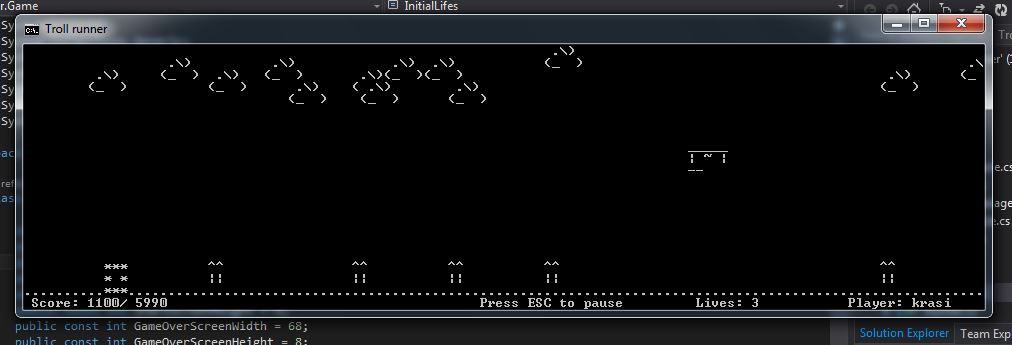 r.Game
InitialLifes
Troll runner
Score: 1100/ 5990 Press ESC to pause Lives: 3 Player: krasi
public const int GameOverScreenWidth = 68;
public const int GameOverScreenHeight = 8;
Solution Explorer Team Exp